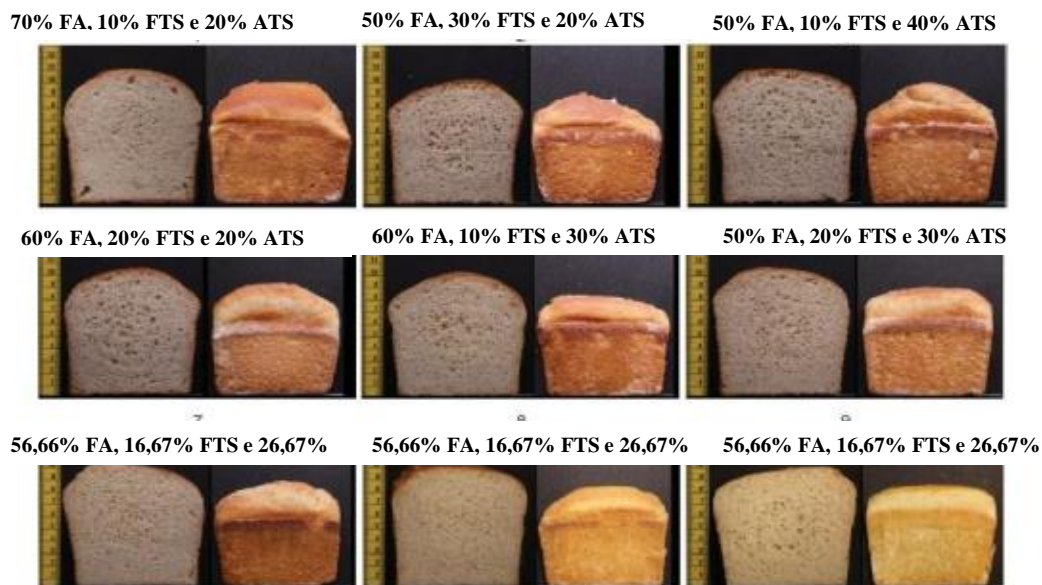 70% FA, 10% FTS e 20% ATS
50% FA, 30% FTS e 20% ATS
50% FA, 10% FTS e 40% ATS
60% FA, 20% FTS e 20% ATS
60% FA, 10% FTS e 30% ATS
50% FA, 20% FTS e 30% ATS
56,66% FA, 16,67% FTS e 26,67%
56,66% FA, 16,67% FTS e 26,67%
56,66% FA, 16,67% FTS e 26,67%